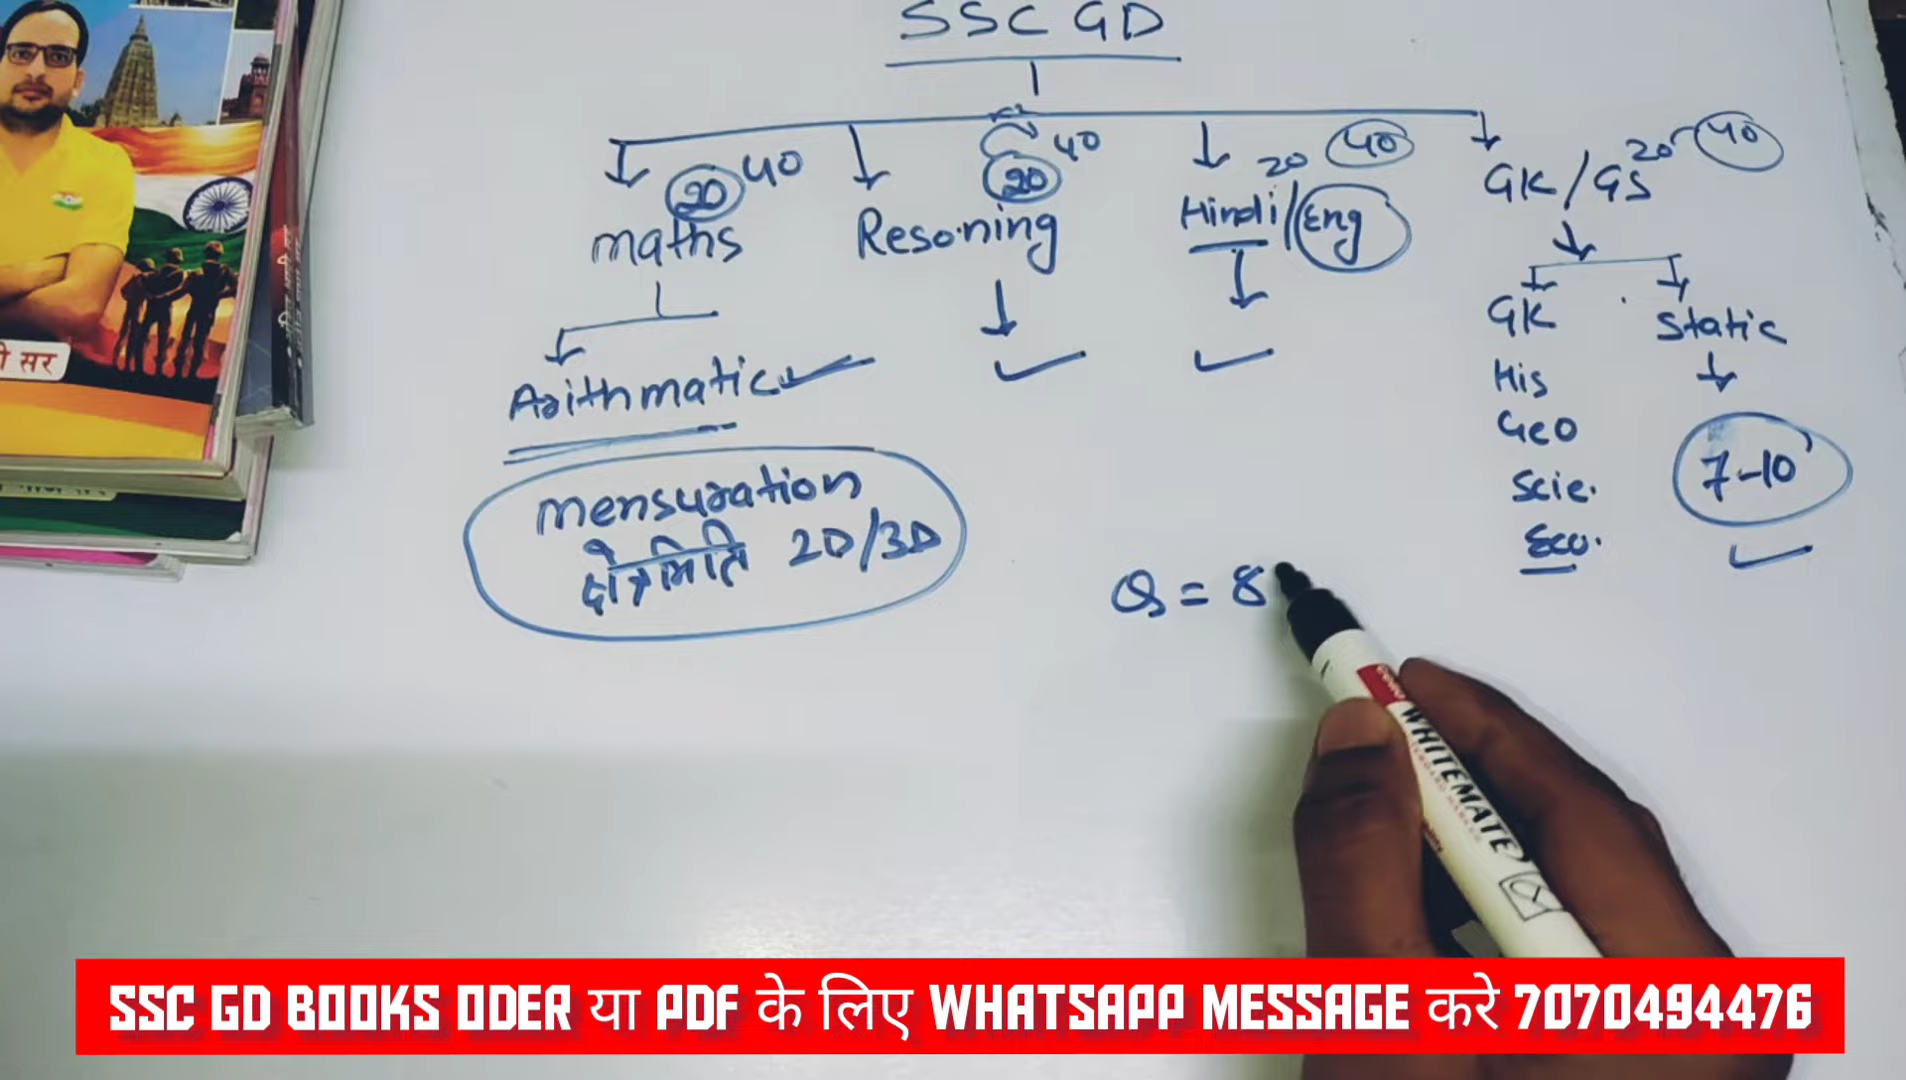 SSC GD
20 40
20 40
20 40
20 40
maths
Resoning
Hindi/Eng
GK/GS
GK
Static
Arithmatic
His
Geo
7-10
mensuration
Scie.
क्षेत्रमिति 2D/3D
Eco.
Q = 8
ी सर
WHITEMATE
SSC GD BOOKS ODER या PDF के लिए WHATSAPP MESSAGE करे 7070494476